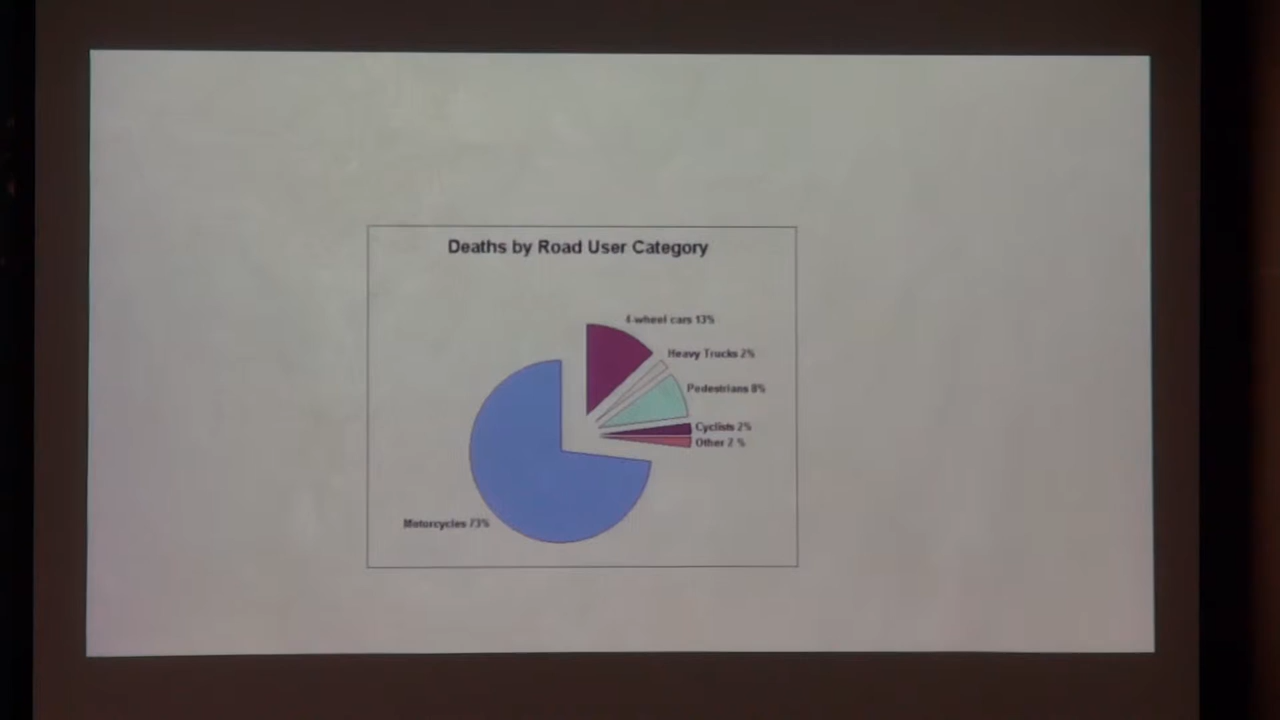 Deaths by Road User Category
4-wheel cars 13%
Heavy Trucks 2%
Pedestrians 8%
Cyclists 2%
Other 2 %
Motorcycles 73%